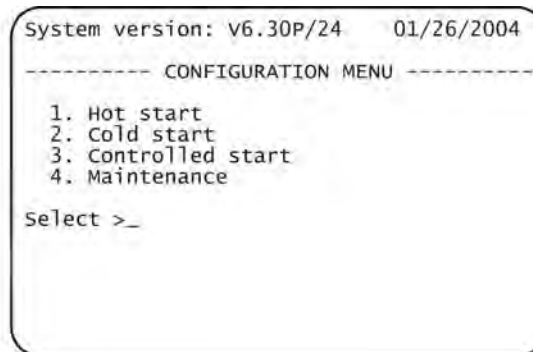 System version: V6.30P/24 01/26/2004
---------- CONFIGURATION MENU ----------
1. Hot start
2. Cold start
3. Controlled start
4. Maintenance
Select >_